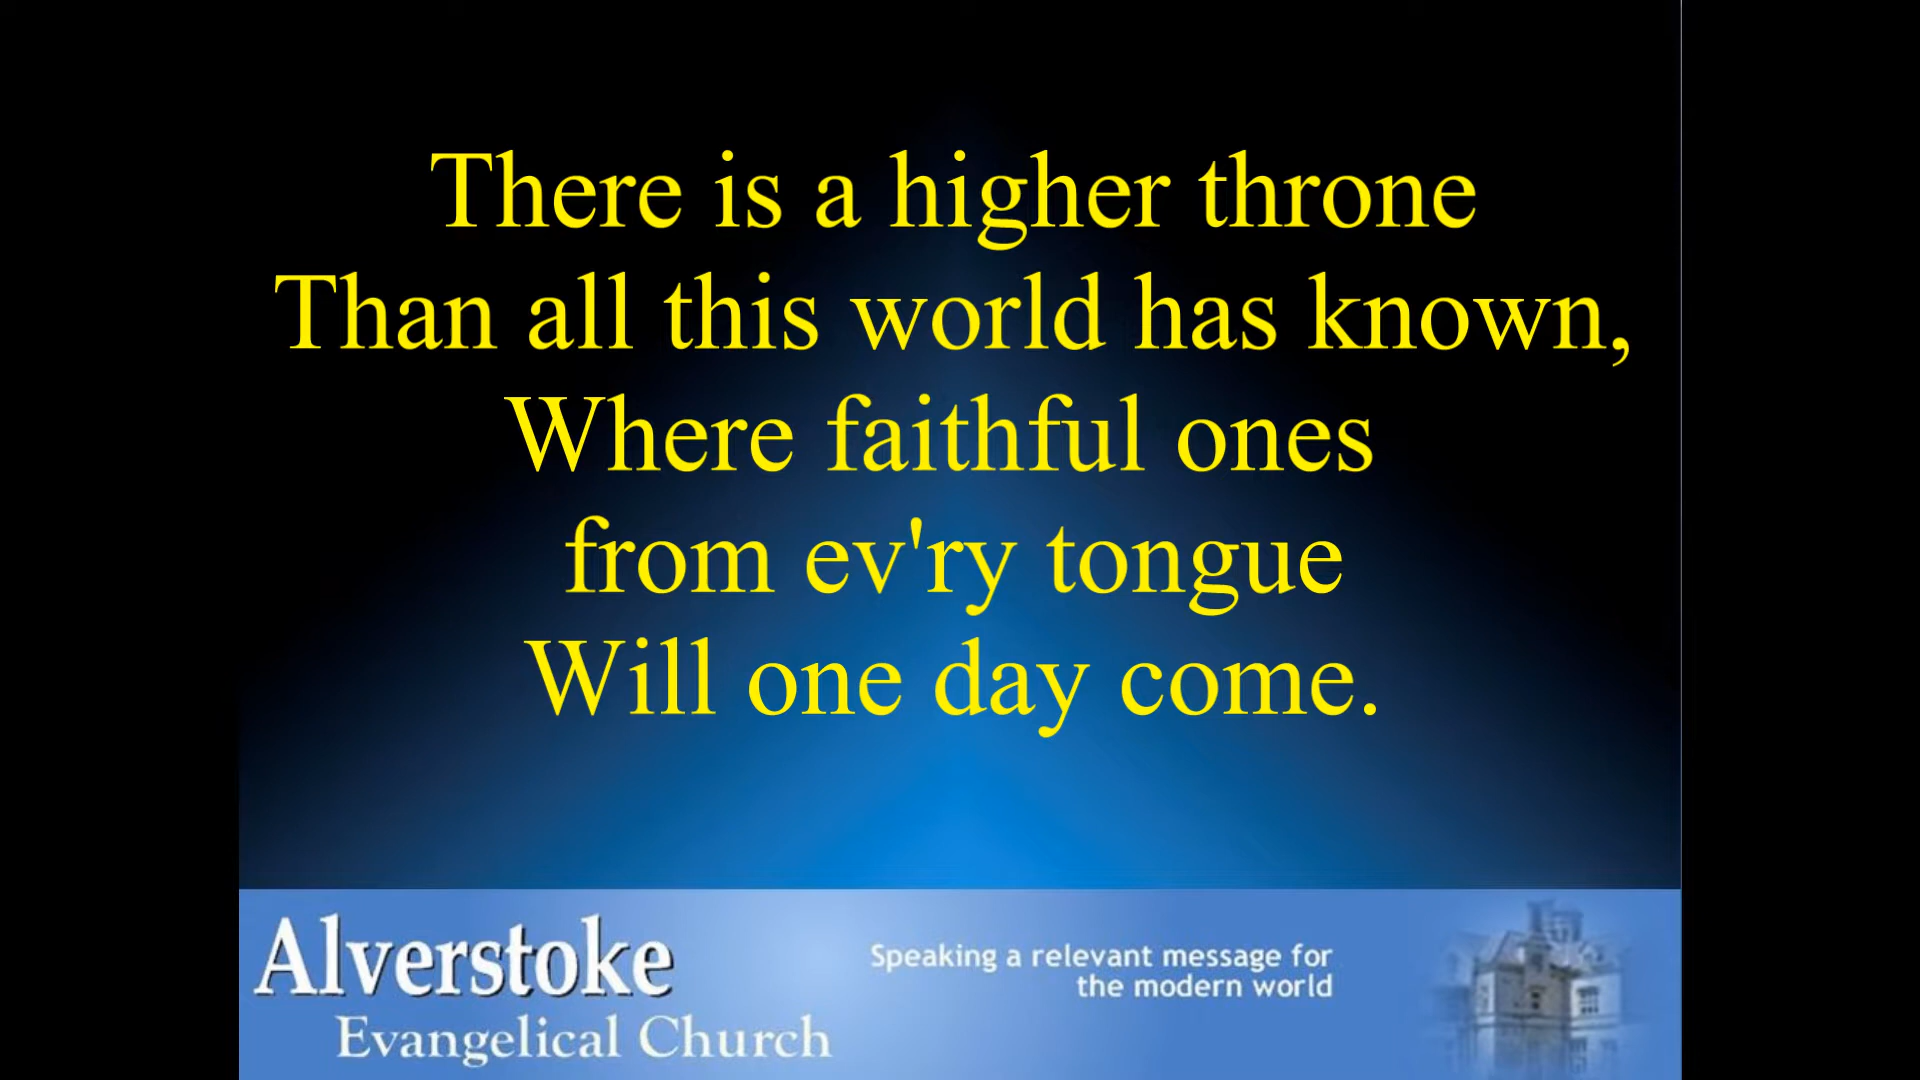 There is a higher throne
Than all this world has known,
Where faithful ones
from ev'ry tongue
Will one day come.
Alverstoke
Evangelical Church
Speaking a relevant message for
the modern world